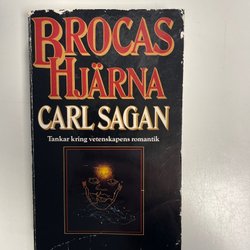 BROCAS
HJÄRNA
CARL SAGAN
Tankar kring vetenskapens romantik